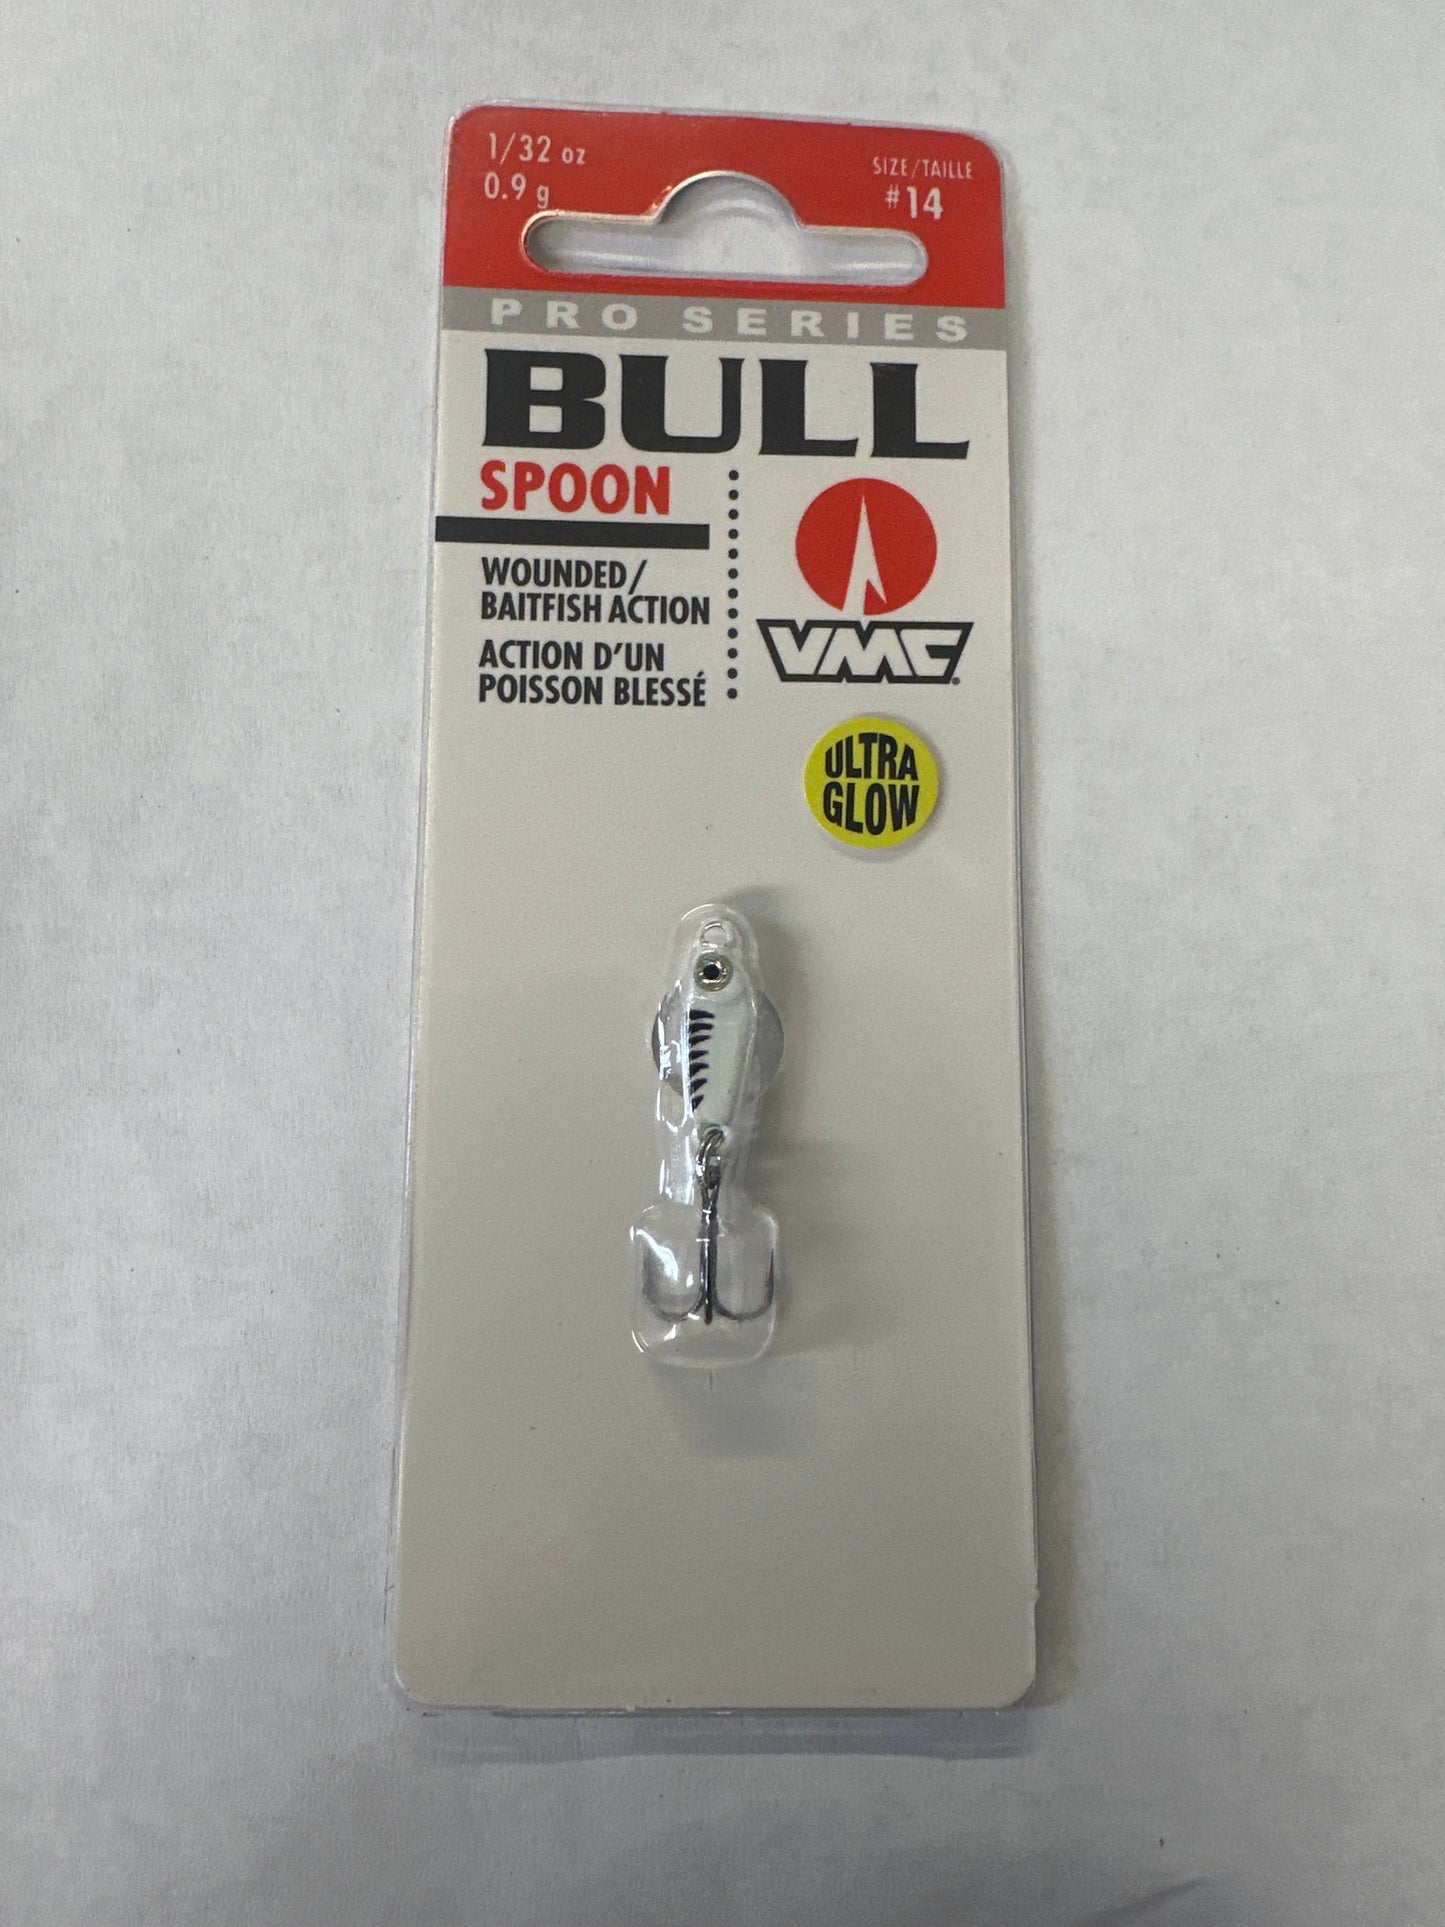 1/32 oz
0.9 g
SIZE/TAILLE
#14
PRO SERIES
BULL
SPOON
WOUNDED/
BAITFISH ACTION
ACTION D'UN
POISSON BLESSÉ
VMC®
ULTRA
GLOW